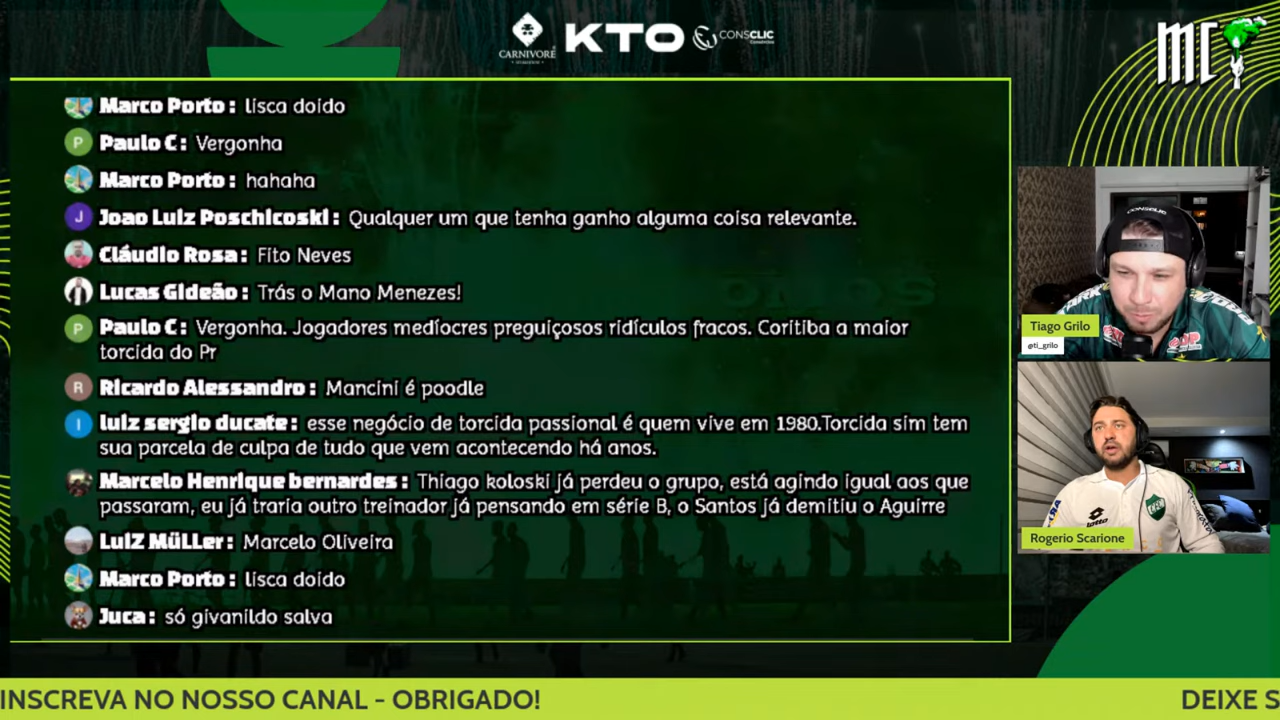 CARNIVORE
KTO
CONSCLIC
MC
Marco Porto : lisca doido
P Paulo C : Vergonha
Marco Porto : hahaha
J Joao Luiz Poschicoski : Qualquer um que tenha ganho alguma coisa relevante.
Cláudio Rosa : Fito Neves
Lucas Gideão : Trás o Mano Menezes!
P Paulo C : Vergonha. Jogadores medíocres preguiçosos ridículos fracos. Coritiba a maior
torcida do Pr
R Ricardo Alessandro : Mancini é poodle
l luiz sergio ducate : esse negócio de torcida passional é quem vive em 1980.Torcida sim tem
sua parcela de culpa de tudo que vem acontecendo há anos.
Marcelo Henrique bernardes : Thiago koloski já perdeu o grupo, está agindo igual aos que
passaram, eu já traria outro treinador já pensando em série B, o Santos já demitiu o Aguirre
LuiZ MüLLer : Marcelo Oliveira
Marco Porto : lisca doido
Juca : só givanildo salva
CONSCLIC
Tiago Grilo
@ti_grilo
lotto
Rogerio Scarione
INSCREVA NO NOSSO CANAL - OBRIGADO!
DEIXE S